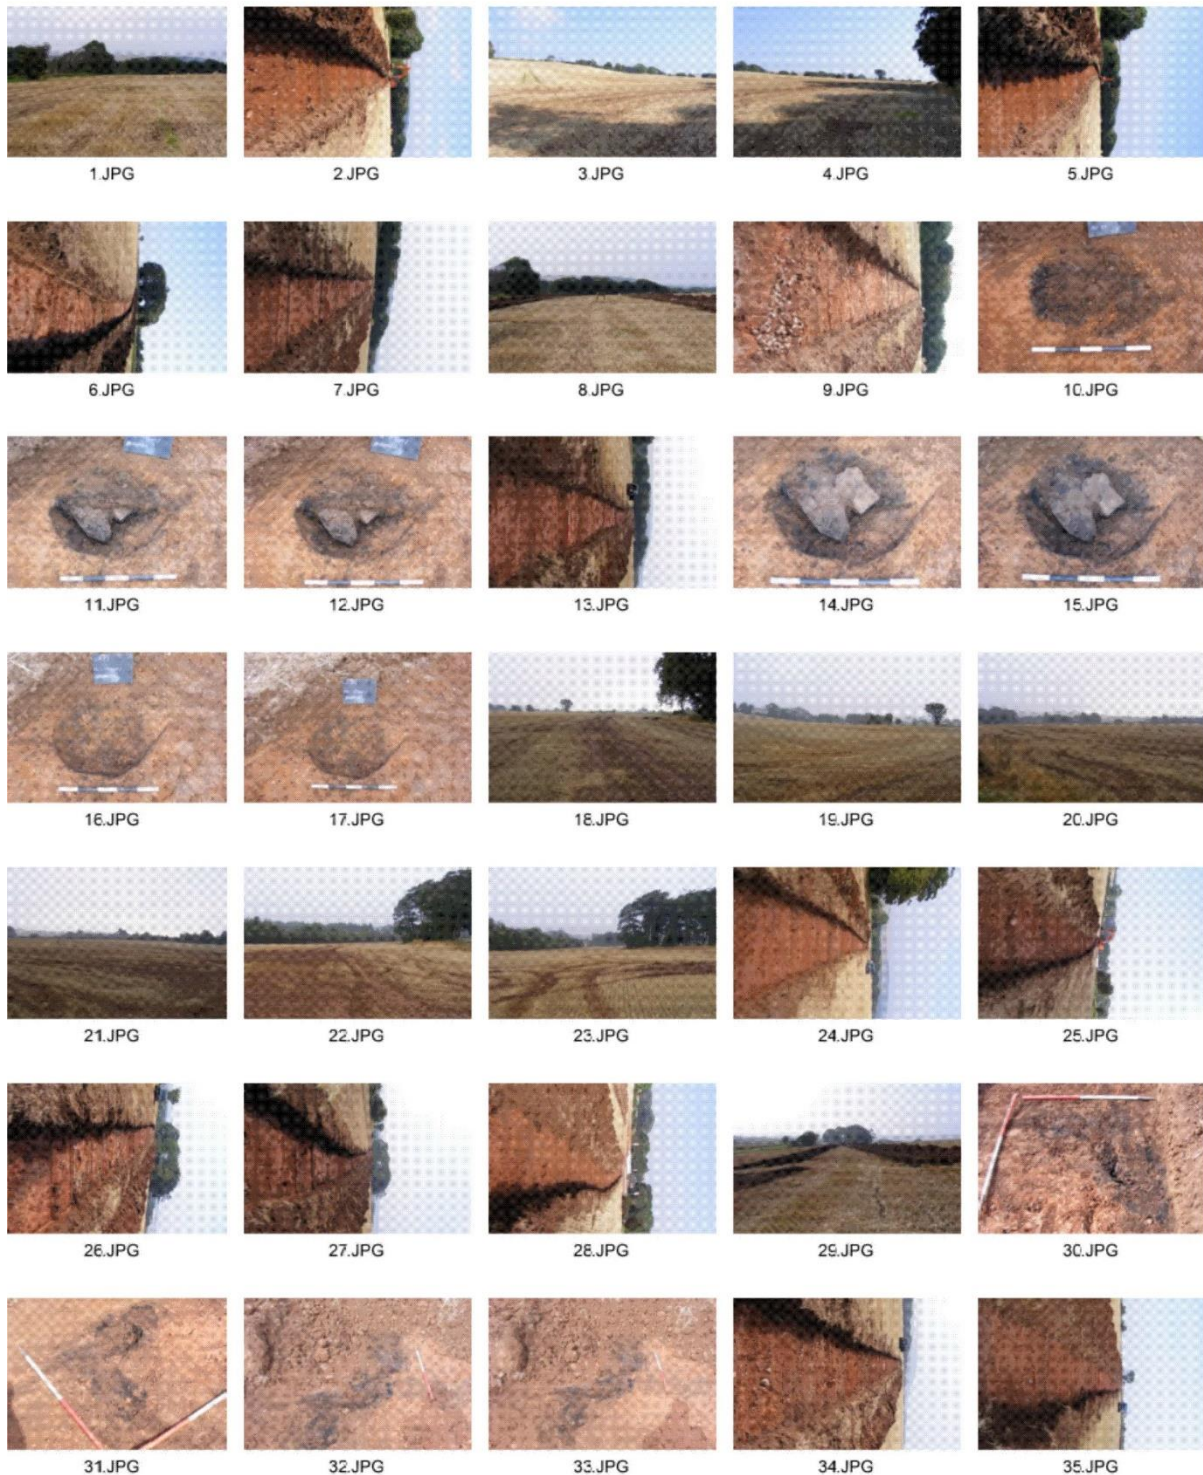 1.JPG 2.JPG 3.JPG 4.JPG 5.JPG
6.JPG 7.JPG 8.JPG 9.JPG 10.JPG
11.JPG 12.JPG 13.JPG 14.JPG 15.JPG
16.JPG 17.JPG 18.JPG 19.JPG 20.JPG
21.JPG 22.JPG 23.JPG 24.JPG 25.JPG
26.JPG 27.JPG 28.JPG 29.JPG 30.JPG
31.JPG 32.JPG 33.JPG 34.JPG 35.JPG